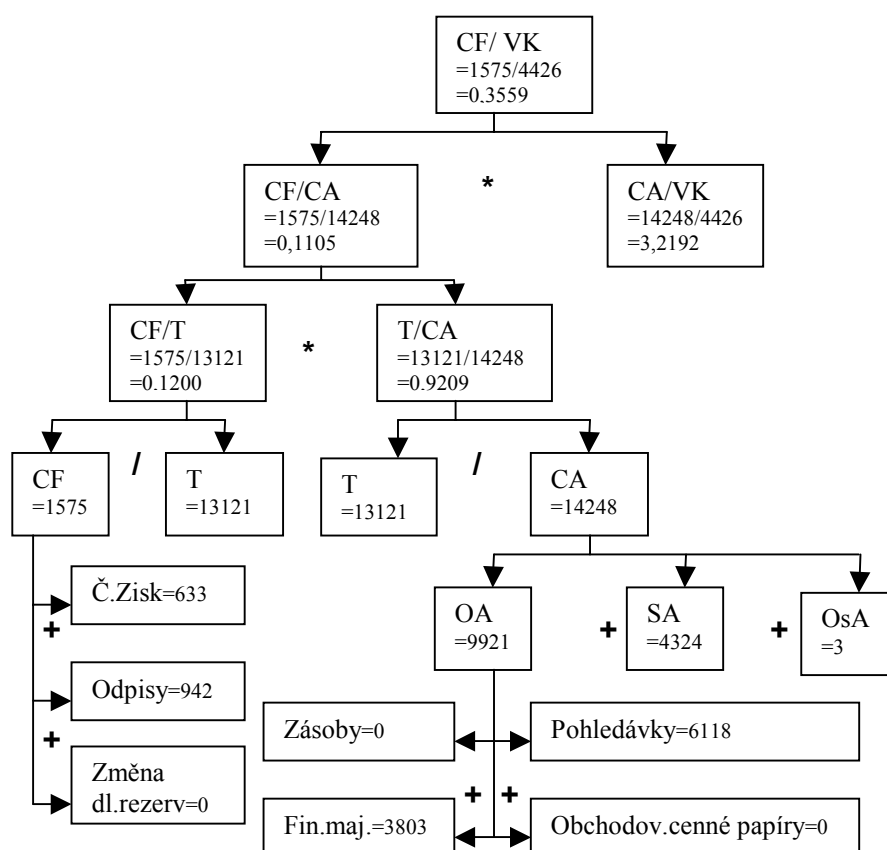 CF/ VK
=1575/4426
=0.3559
CF/CA
=1575/14248
=0,1105
*
CA/VK
=14248/4426
=3,2192
CF/T
=1575/13121
=0.1200
*
T/CA
=13121/14248
=0.9209
CF
=1575
/
T
=13121
T
=13121
/
CA
=14248
Č.Zisk=633
+
Odpisy=942
+
Změna
dl.rezerv=0
OA
=9921
+
SA
=4324
+
OsA
=3
Zásoby=0
Pohledávky=6118
+ +
Fin.maj.=3803
Obchodov.cenné papíry=0